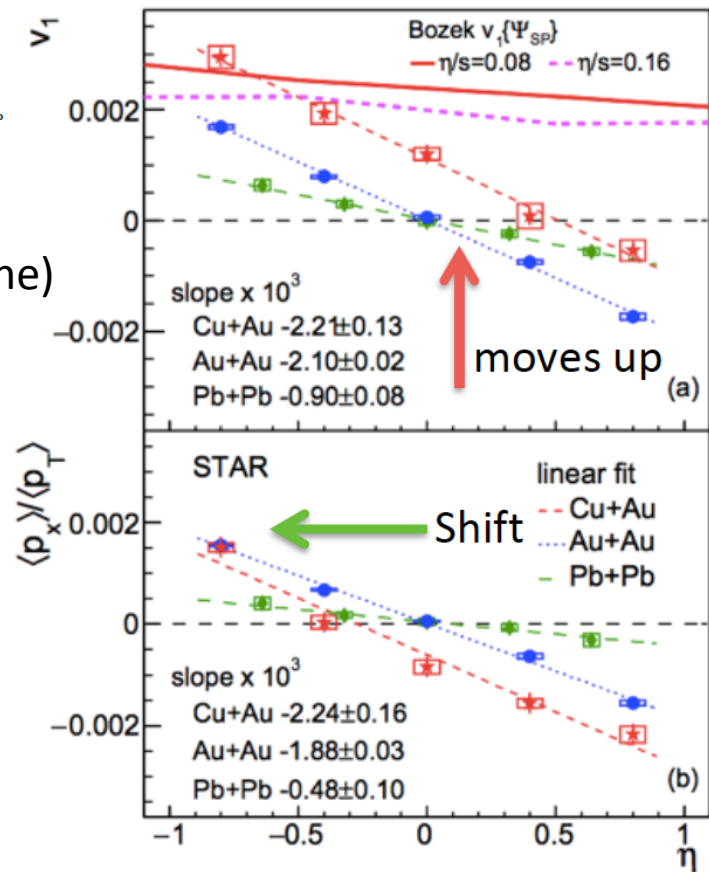 v₁
Bozek v₁{Ψ_SP}
η/s=0.08 η/s=0.16
0.002
0
−0.002
ne)
slope x 10³
Cu+Au -2.21±0.13
Au+Au -2.10±0.02
Pb+Pb -0.90±0.08
moves up
(a)
⟨p_x⟩/⟨p_T⟩
STAR
linear fit
Cu+Au
Au+Au
Pb+Pb
Shift
0.002
0
−0.002
slope x 10³
Cu+Au -2.24±0.16
Au+Au -1.88±0.03
Pb+Pb -0.48±0.10
(b)
−1 −0.5 0 0.5 1
η